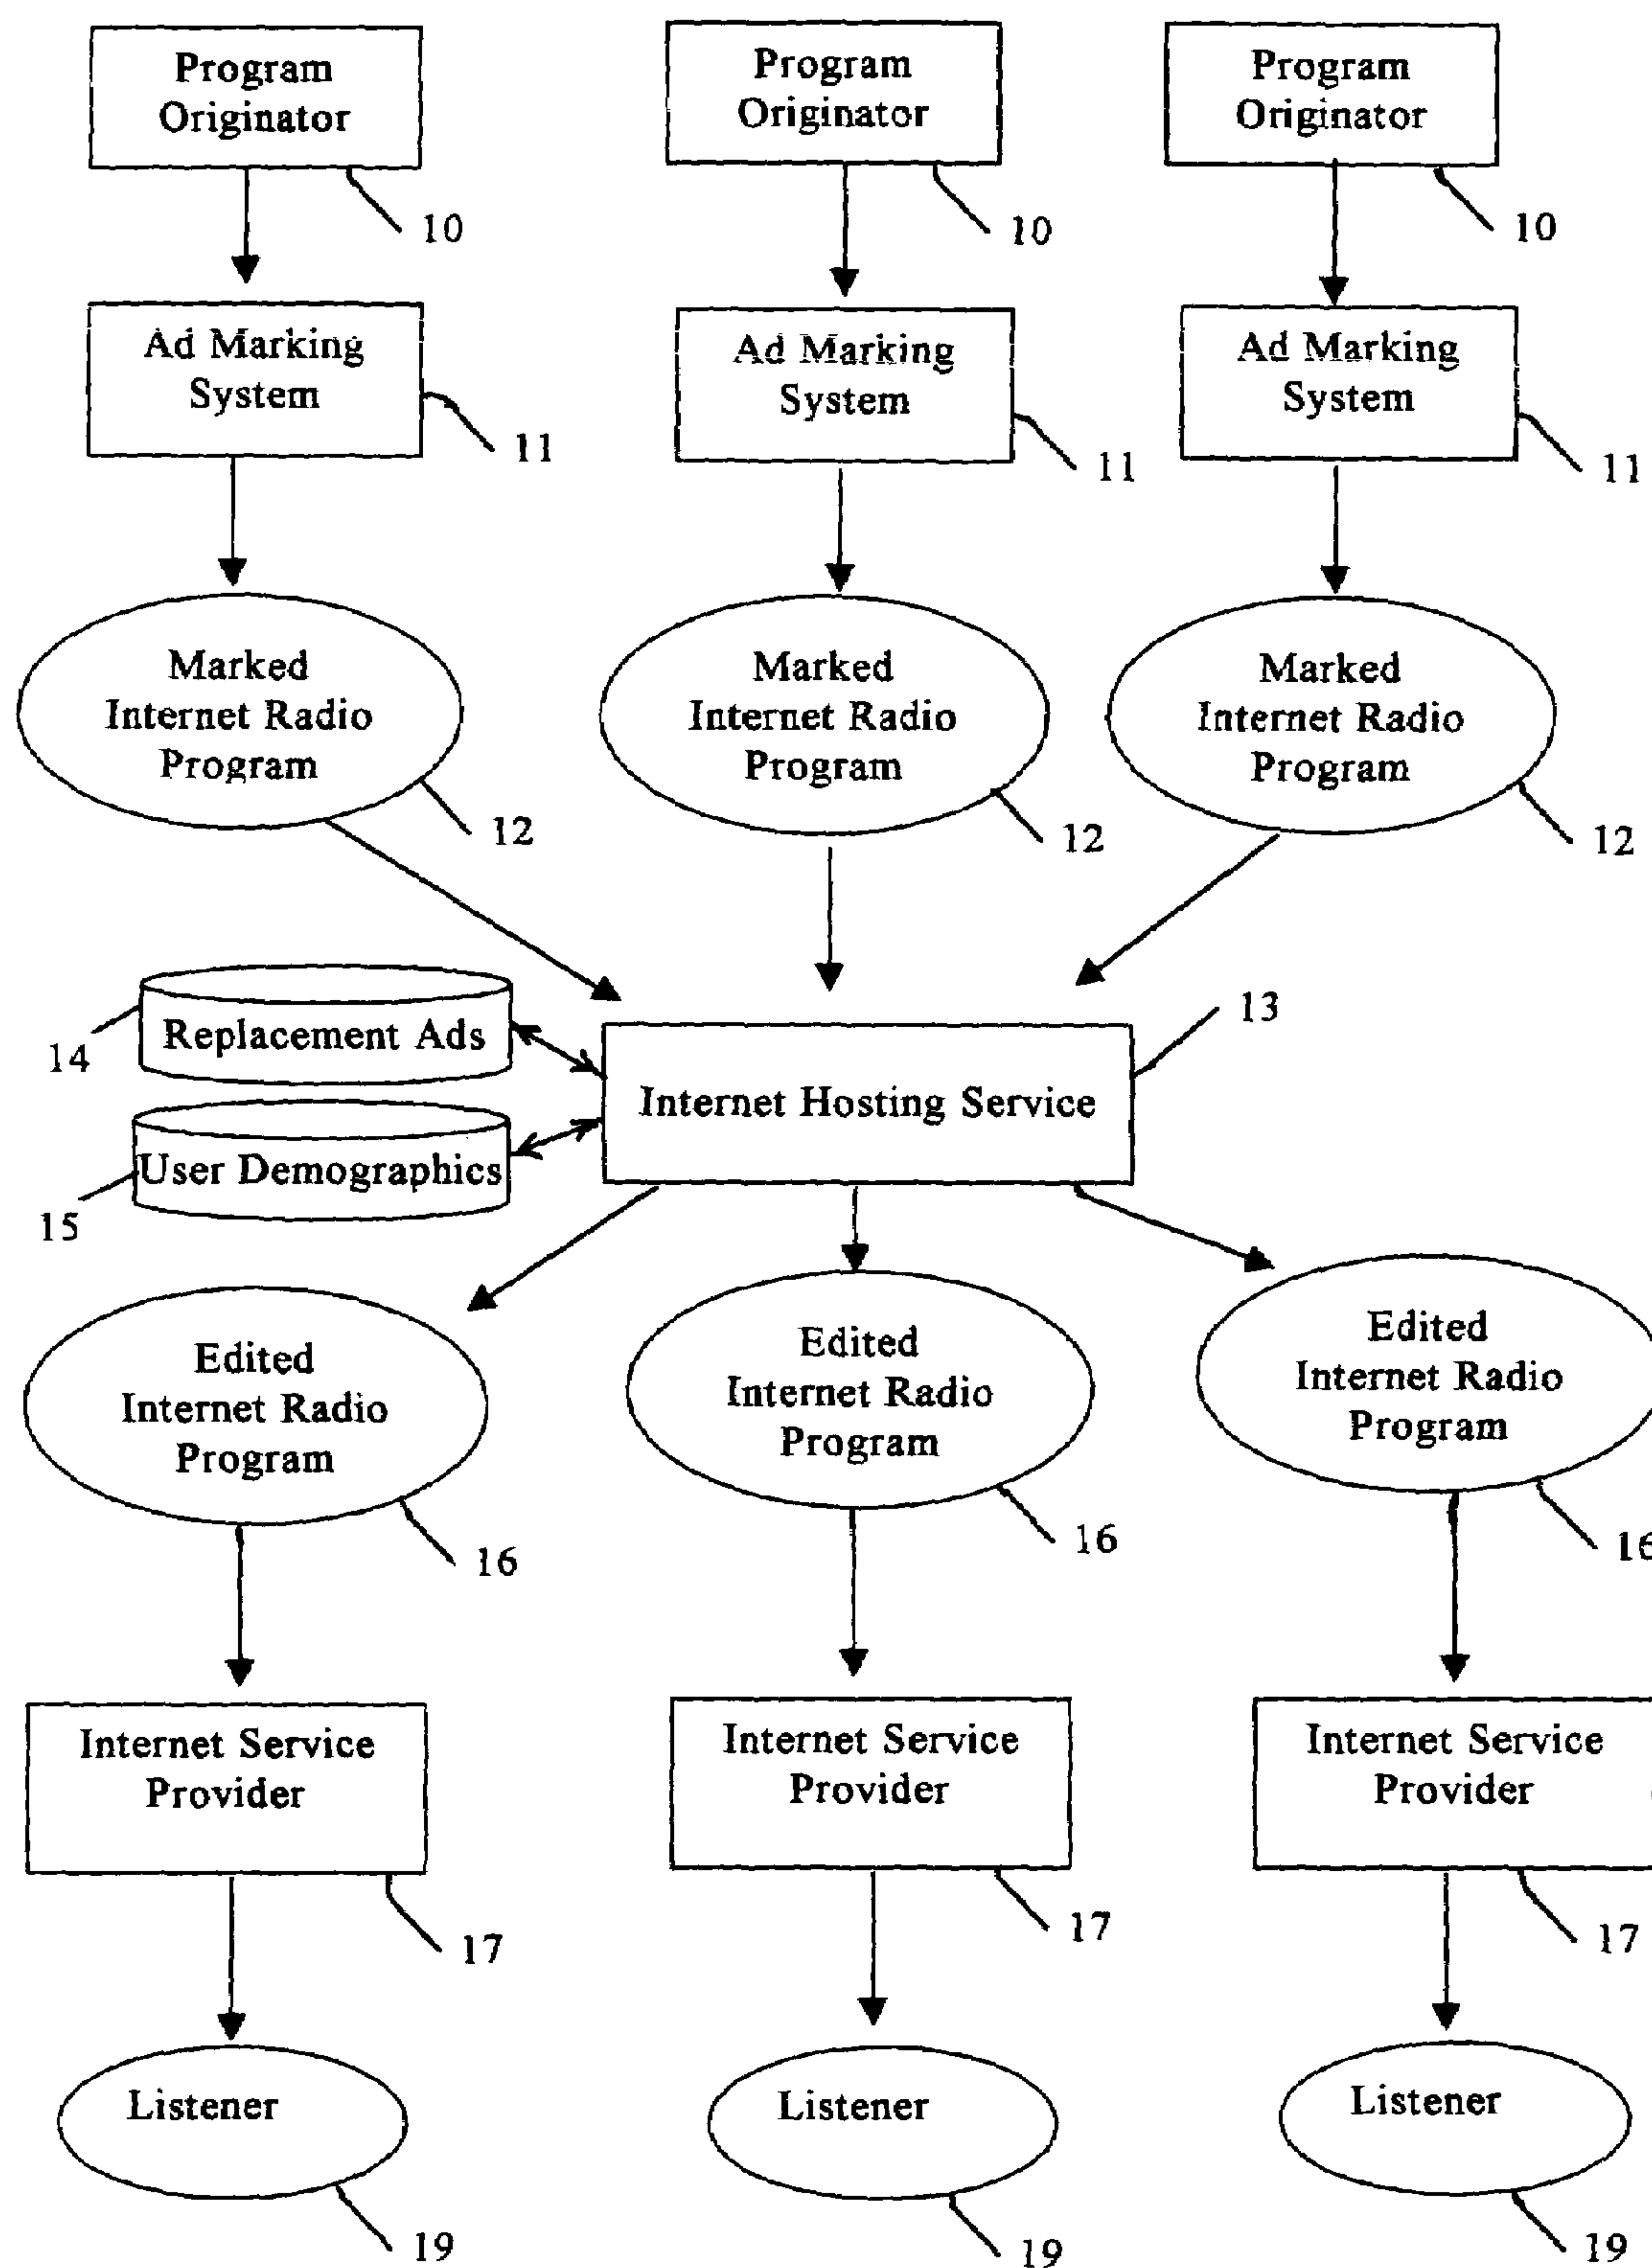 Program
Originator
10
Program
Originator
10
Program
Originator
10
Ad Marking
System
11
Ad Marking
System
11
Ad Marking
System
11
Marked
Internet Radio
Program
12
Marked
Internet Radio
Program
12
Marked
Internet Radio
Program
12
Replacement Ads
14
User Demographics
15
Internet Hosting Service
13
Edited
Internet Radio
Program
16
Edited
Internet Radio
Program
16
Edited
Internet Radio
Program
16
Internet Service
Provider
17
Internet Service
Provider
17
Internet Service
Provider
17
Listener
19
Listener
19
Listener
19